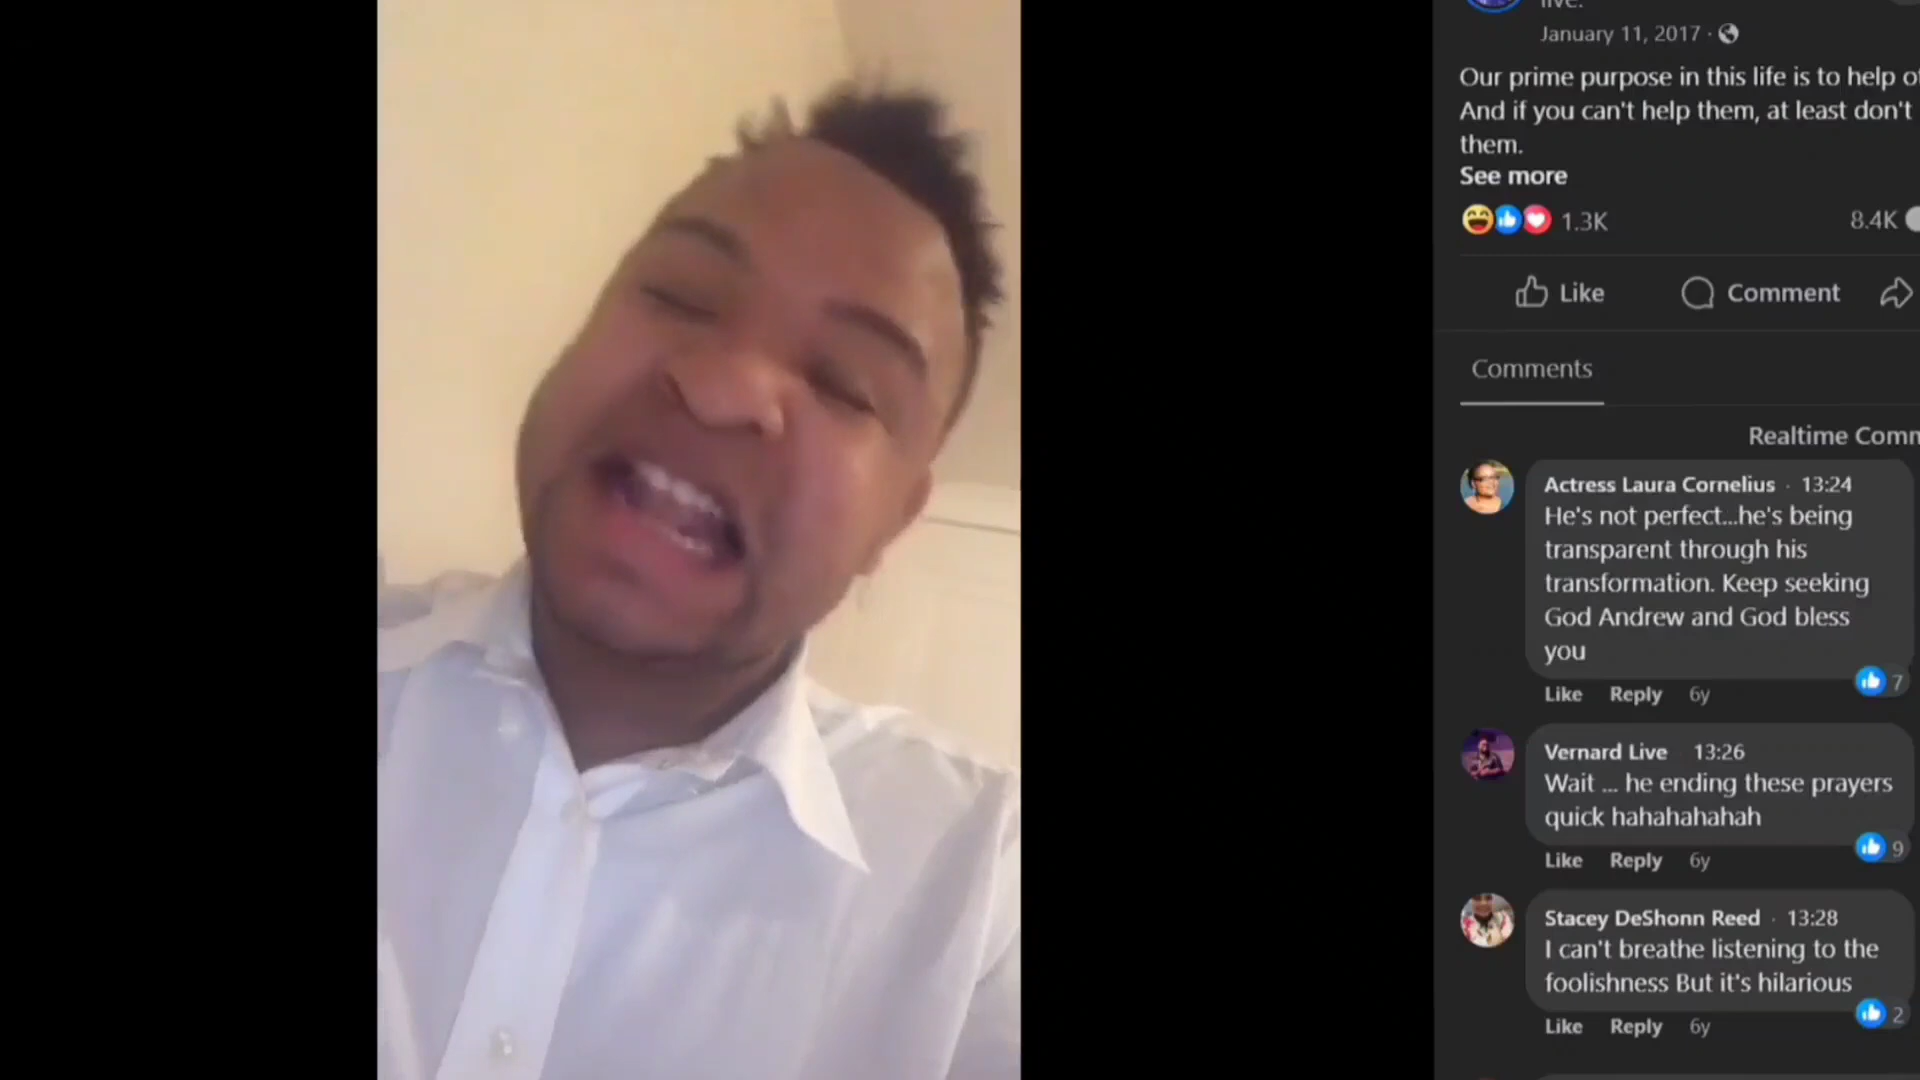 live.
January 11, 2017 ·
Our prime purpose in this life is to help
And if you can't help them, at least don't
them.
See more
1.3K
8.4K
Like
Comment
Comments
Realtime
Actress Laura Cornelius · 13:24
He's not perfect...he's being
transparent through his
transformation. Keep seeking
God Andrew and God bless
you
Like Reply 6y
7
Vernard Live · 13:26
Wait ... he ending these prayers
quick hahahahahah
Like Reply 6y
9
Stacey DeShonn Reed · 13:28
I can't breathe listening to the
foolishness But it's hilarious
Like Reply 6y
2